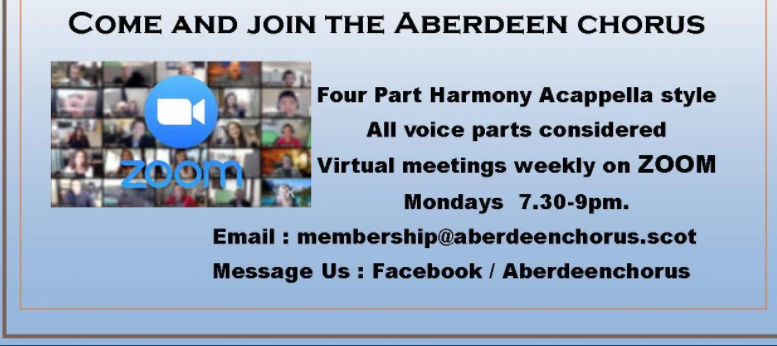 COME AND JOIN THE ABERDEEN CHORUS
zoom
Four Part Harmony Acappella style
All voice parts considered
Virtual meetings weekly on ZOOM
Mondays 7.30-9pm.
Email : membership@aberdeenchorus.scot
Message Us : Facebook / Aberdeenchorus